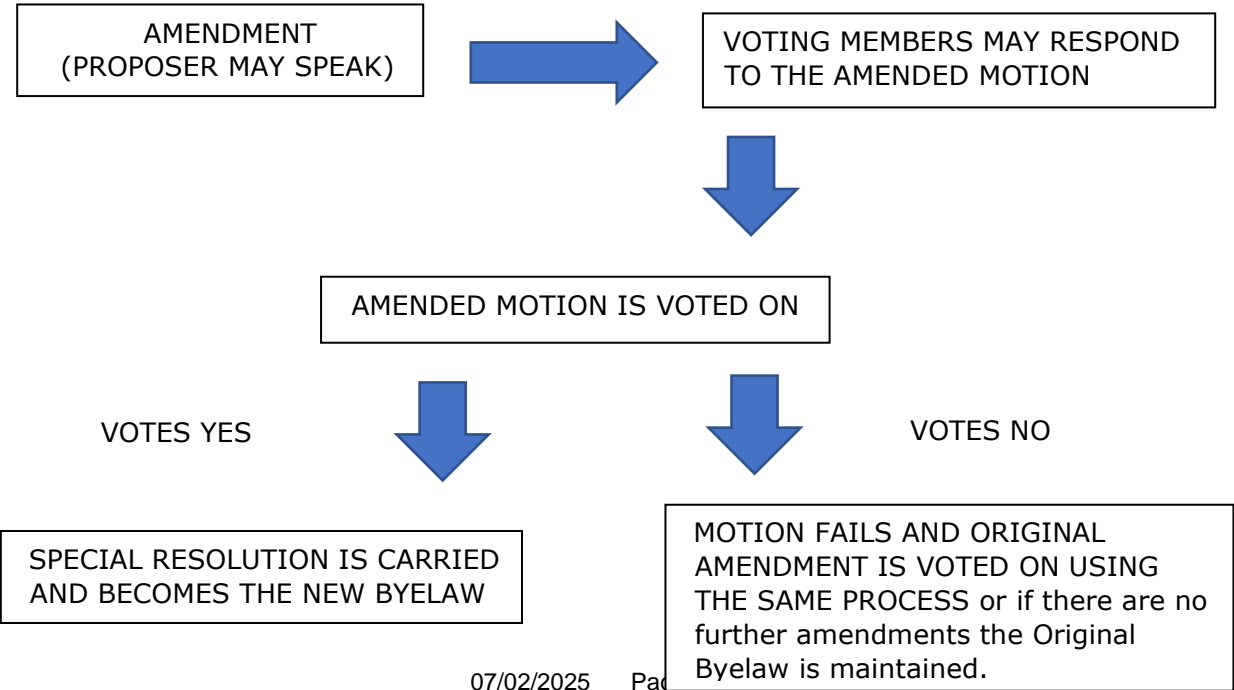 AMENDMENT
(PROPOSER MAY SPEAK)
VOTING MEMBERS MAY RESPOND
TO THE AMENDED MOTION
AMENDED MOTION IS VOTED ON
VOTES YES
VOTES NO
SPECIAL RESOLUTION IS CARRIED
AND BECOMES THE NEW BYELAW
MOTION FAILS AND ORIGINAL
AMENDMENT IS VOTED ON USING
THE SAME PROCESS or if there are no
further amendments the Original
Byelaw is maintained.
07/02/2025